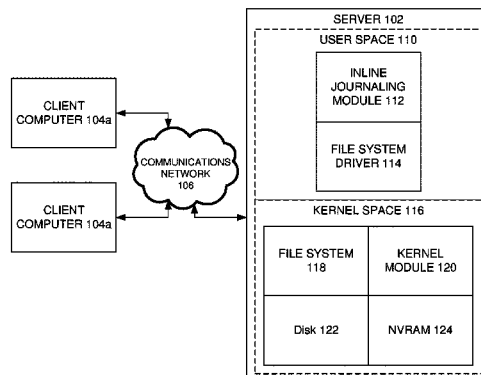 SERVER 102
USER SPACE 110
INLINE
JOURNALING
MODULE 112
FILE SYSTEM
DRIVER 114
CLIENT
COMPUTER 104a
COMMUNICATIONS
NETWORK
106
CLIENT
COMPUTER 104a
KERNEL SPACE 116
FILE SYSTEM
118
KERNEL
MODULE 120
Disk 122
NVRAM 124